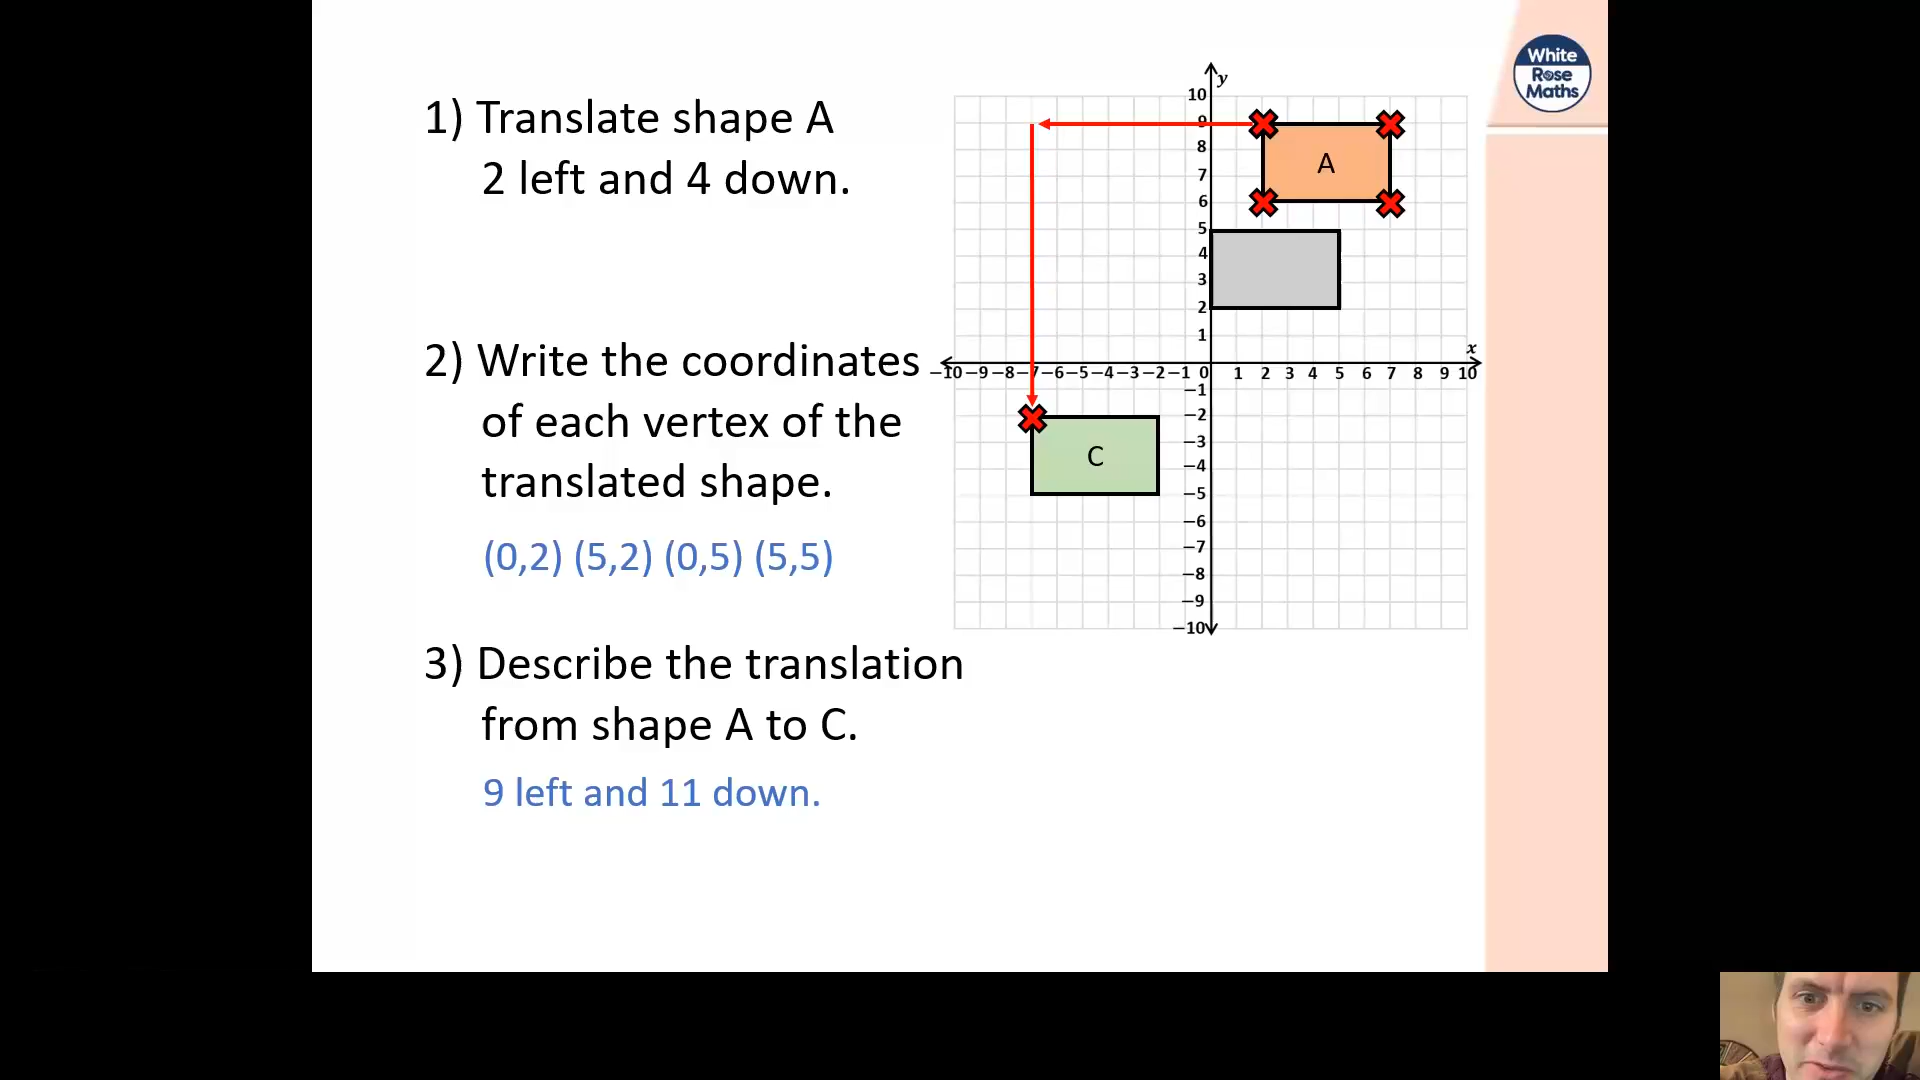 1) Translate shape A
2 left and 4 down.
2) Write the coordinates
of each vertex of the
translated shape.
(0,2) (5,2) (0,5) (5,5)
3) Describe the translation
from shape A to C.
9 left and 11 down.
y
10
9
8
7
6
5
4
3
2
1
x
−10 −9 −8 −7 −6 −5 −4 −3 −2 −1 0 1 2 3 4 5 6 7 8 9 10
−1
−2
−3
−4
−5
−6
−7
−8
−9
−10
A
C
White
Rose
Maths